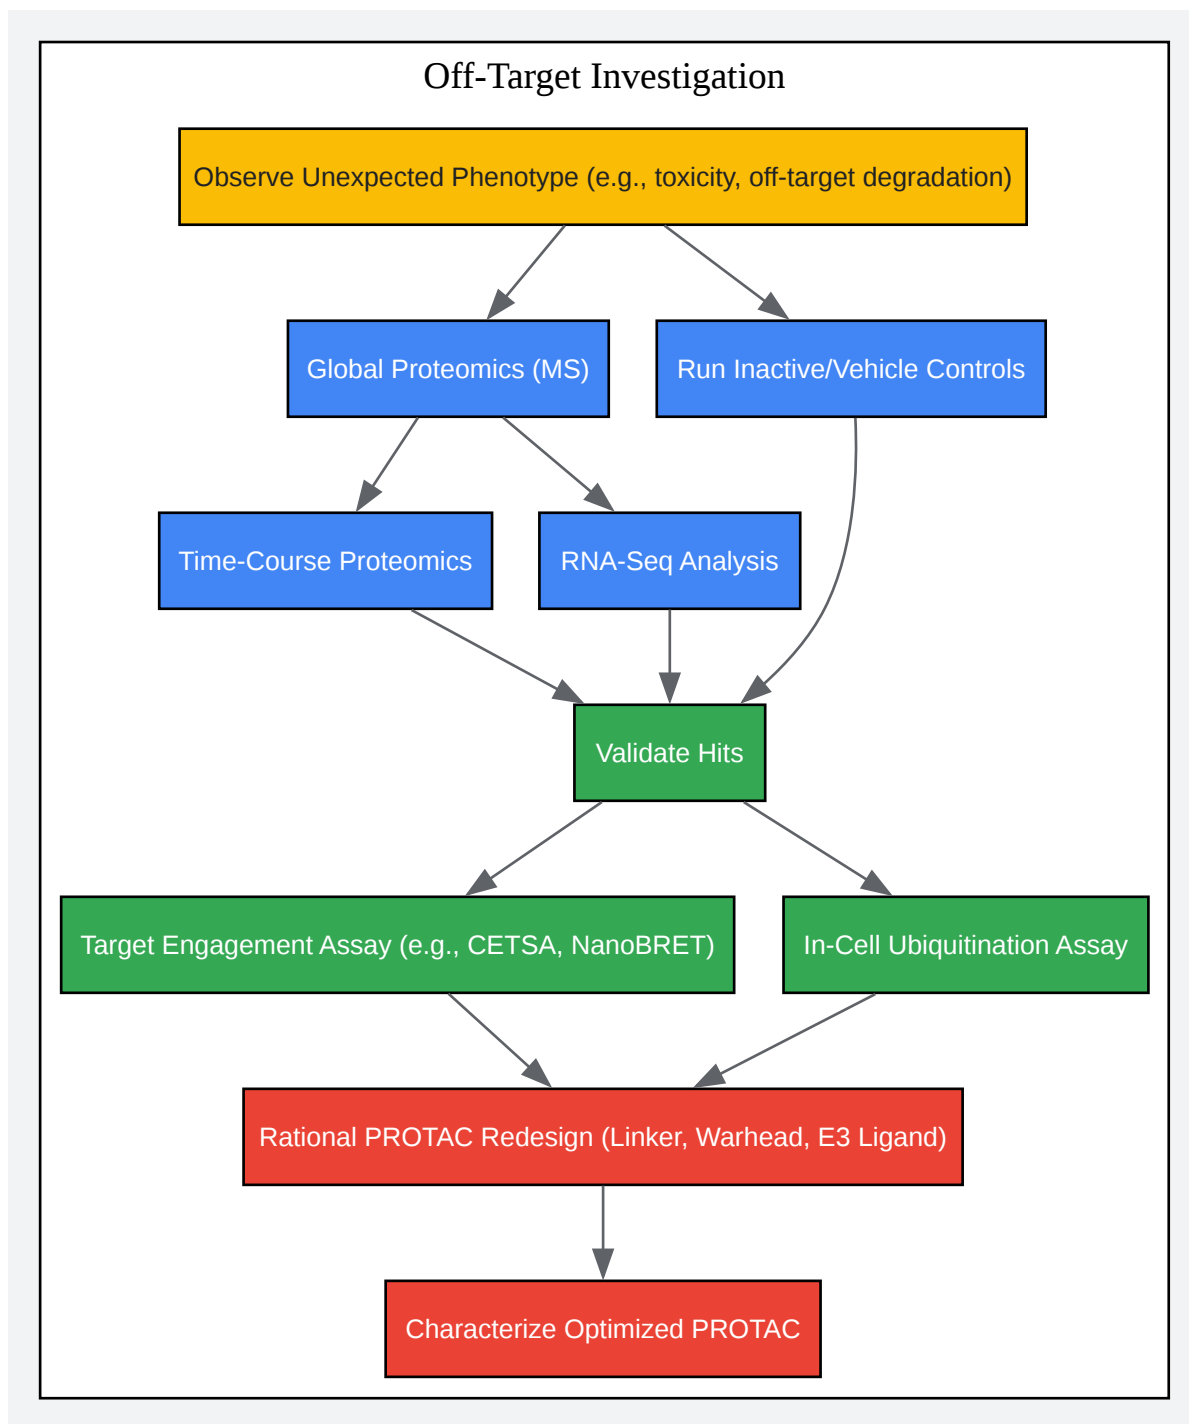 Off-Target Investigation
Observe Unexpected Phenotype (e.g., toxicity, off-target degradation)
Global Proteomics (MS)
Run Inactive/Vehicle Controls
Time-Course Proteomics
RNA-Seq Analysis
Validate Hits
Target Engagement Assay (e.g., CETSA, NanoBRET)
In-Cell Ubiquitination Assay
Rational PROTAC Redesign (Linker, Warhead, E3 Ligand)
Characterize Optimized PROTAC